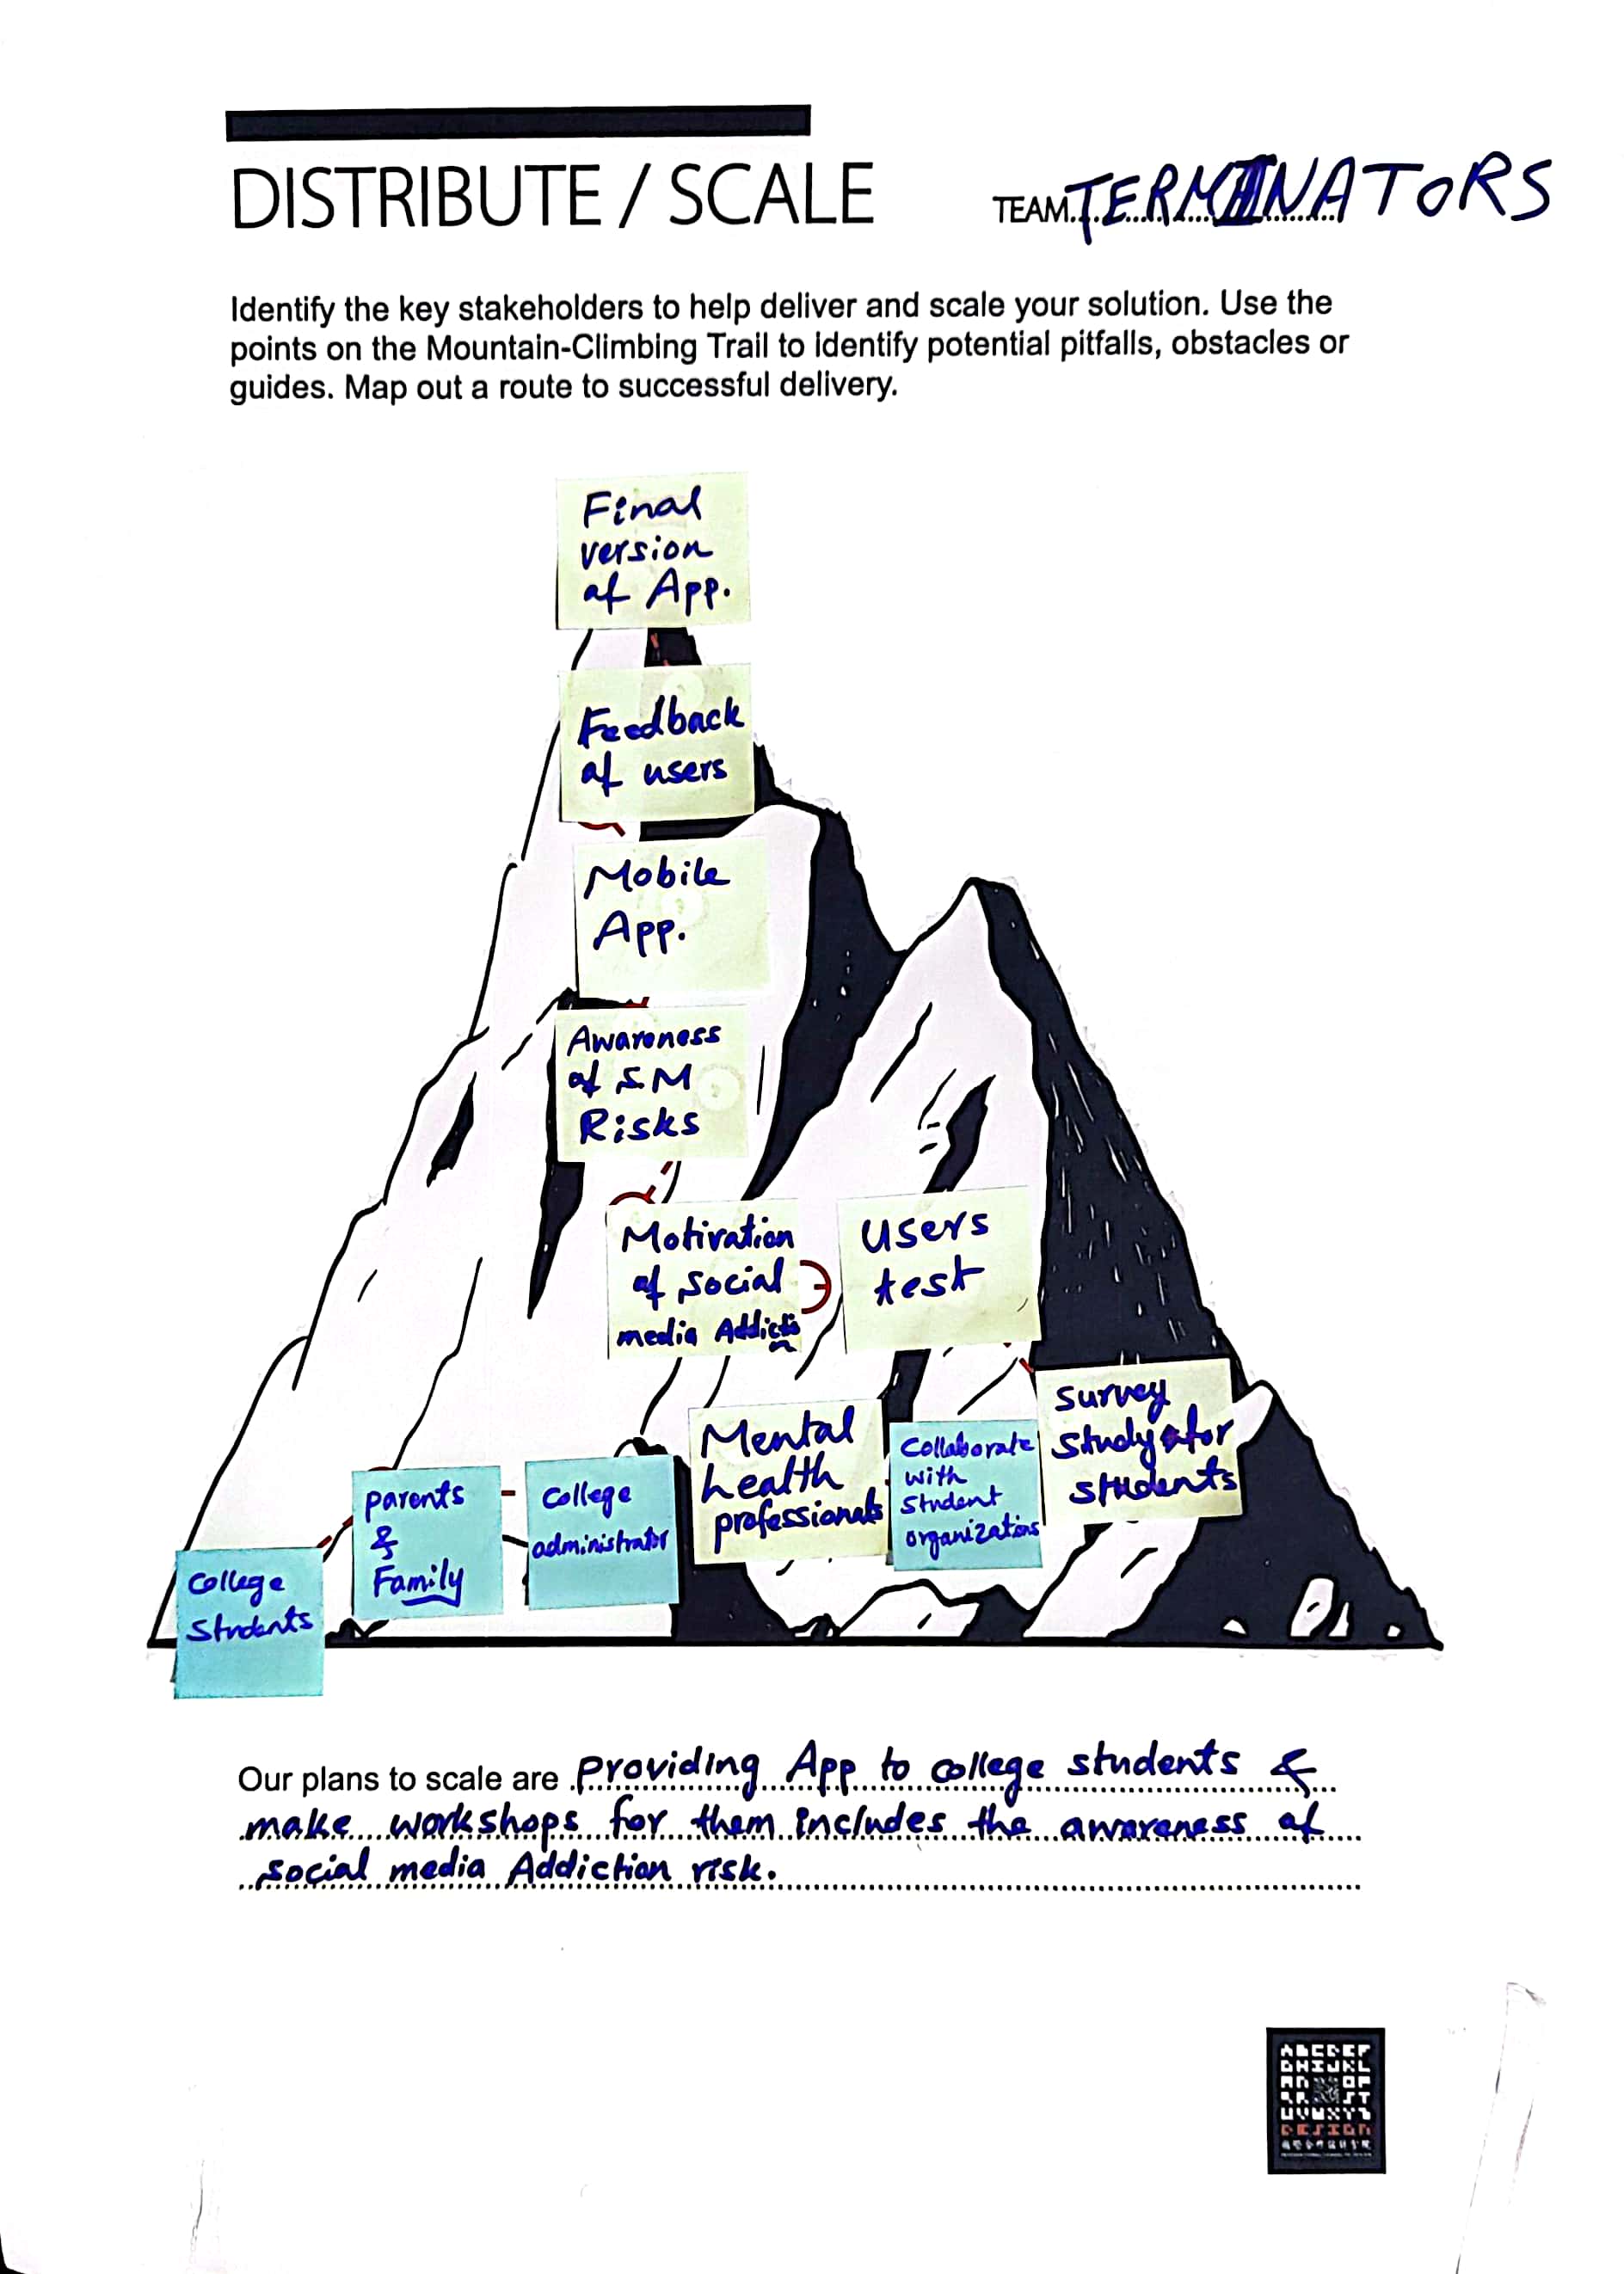 DISTRIBUTE / SCALE
TEAM TERMINATORS
Identify the key stakeholders to help deliver and scale your solution. Use the
points on the Mountain-Climbing Trail to identify potential pitfalls, obstacles or
guides. Map out a route to successful delivery.
Final
version
of App.
Feedback
of users
Mobile
App.
Awareness
of S.M
Risks
Motivation
of social
media Addicts
Users
test
Survey
Study for
students
Mental
health
professionals
Collaborate
with
Student
organizations
College
administrator
parents
&
Family
College
Students
Our plans to scale are providing App to college students &
make workshops for them includes the awareness of
social media Addiction risk.
DESIGN